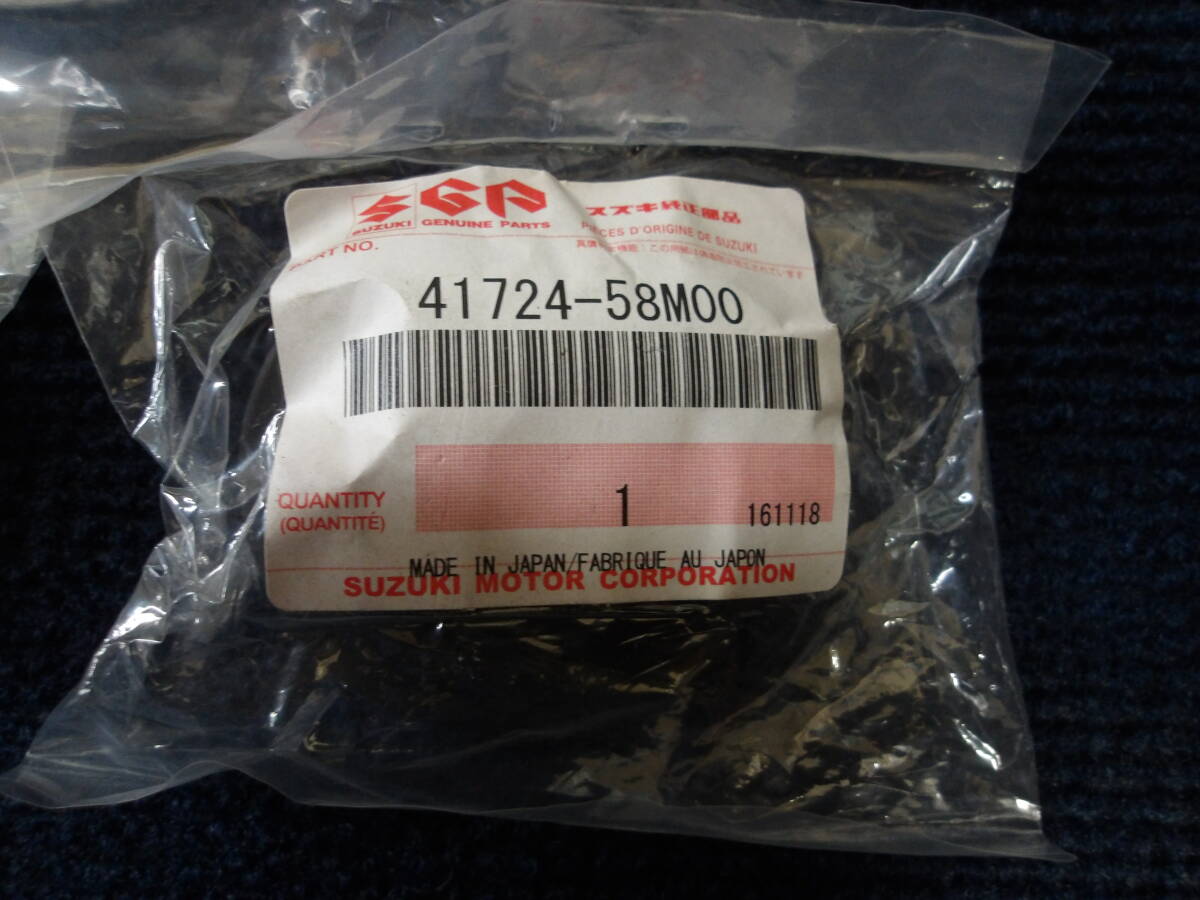 SUZUKI
SGP
GENUINE PARTS
スズキ純正部品
PIECES D'ORIGINE DE SUZUKI
PART NO.
41724-58M00
QUANTITY
(QUANTITÉ)
1
161118
MADE IN JAPAN/FABRIQUE AU JAPON
SUZUKI MOTOR CORPORATION